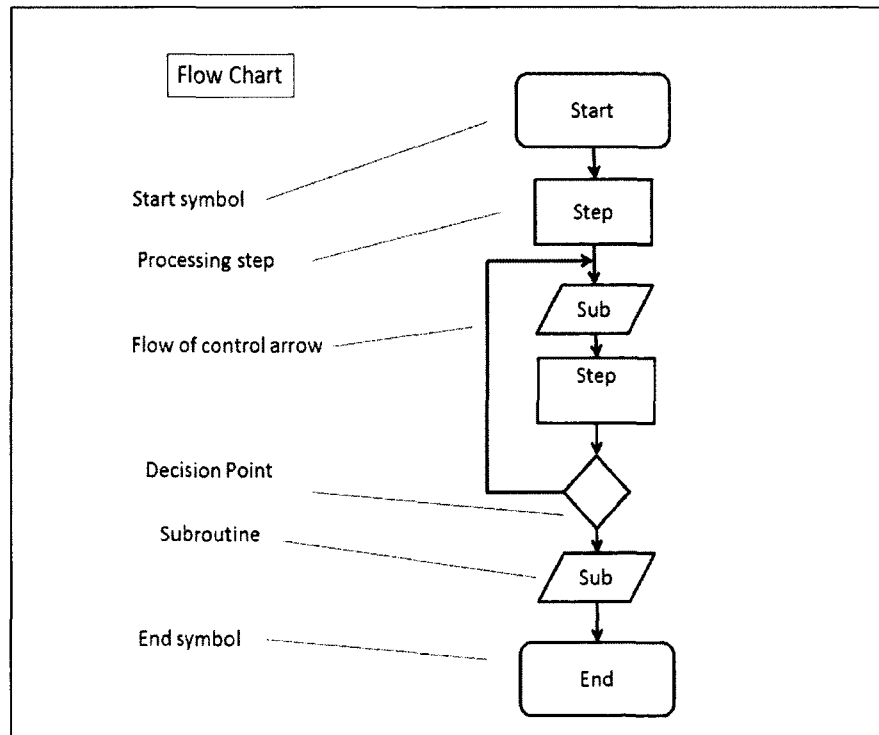 Flow Chart
Start
Start symbol
Step
Processing step
Sub
Flow of control arrow
Step
Decision Point
Subroutine
Sub
End symbol
End